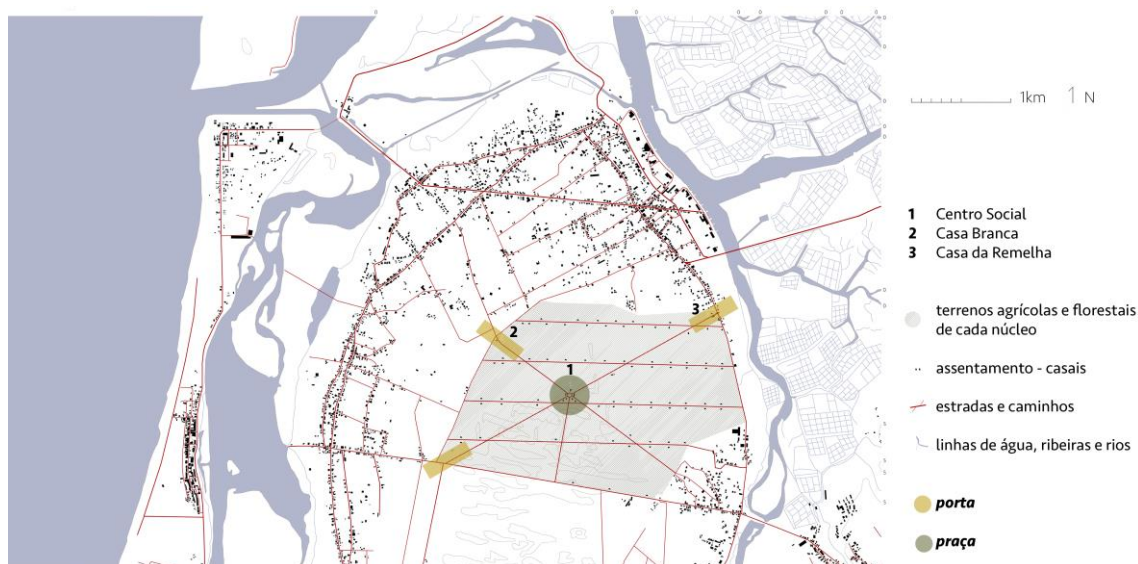 1km 1 N
1 Centro Social
2 Casa Branca
3 Casa da Remelha
terrenos agrícolas e florestais
de cada núcleo
assentamento - casais
estradas e caminhos
linhas de água, ribeiras e rios
porta
praça
3
2
1